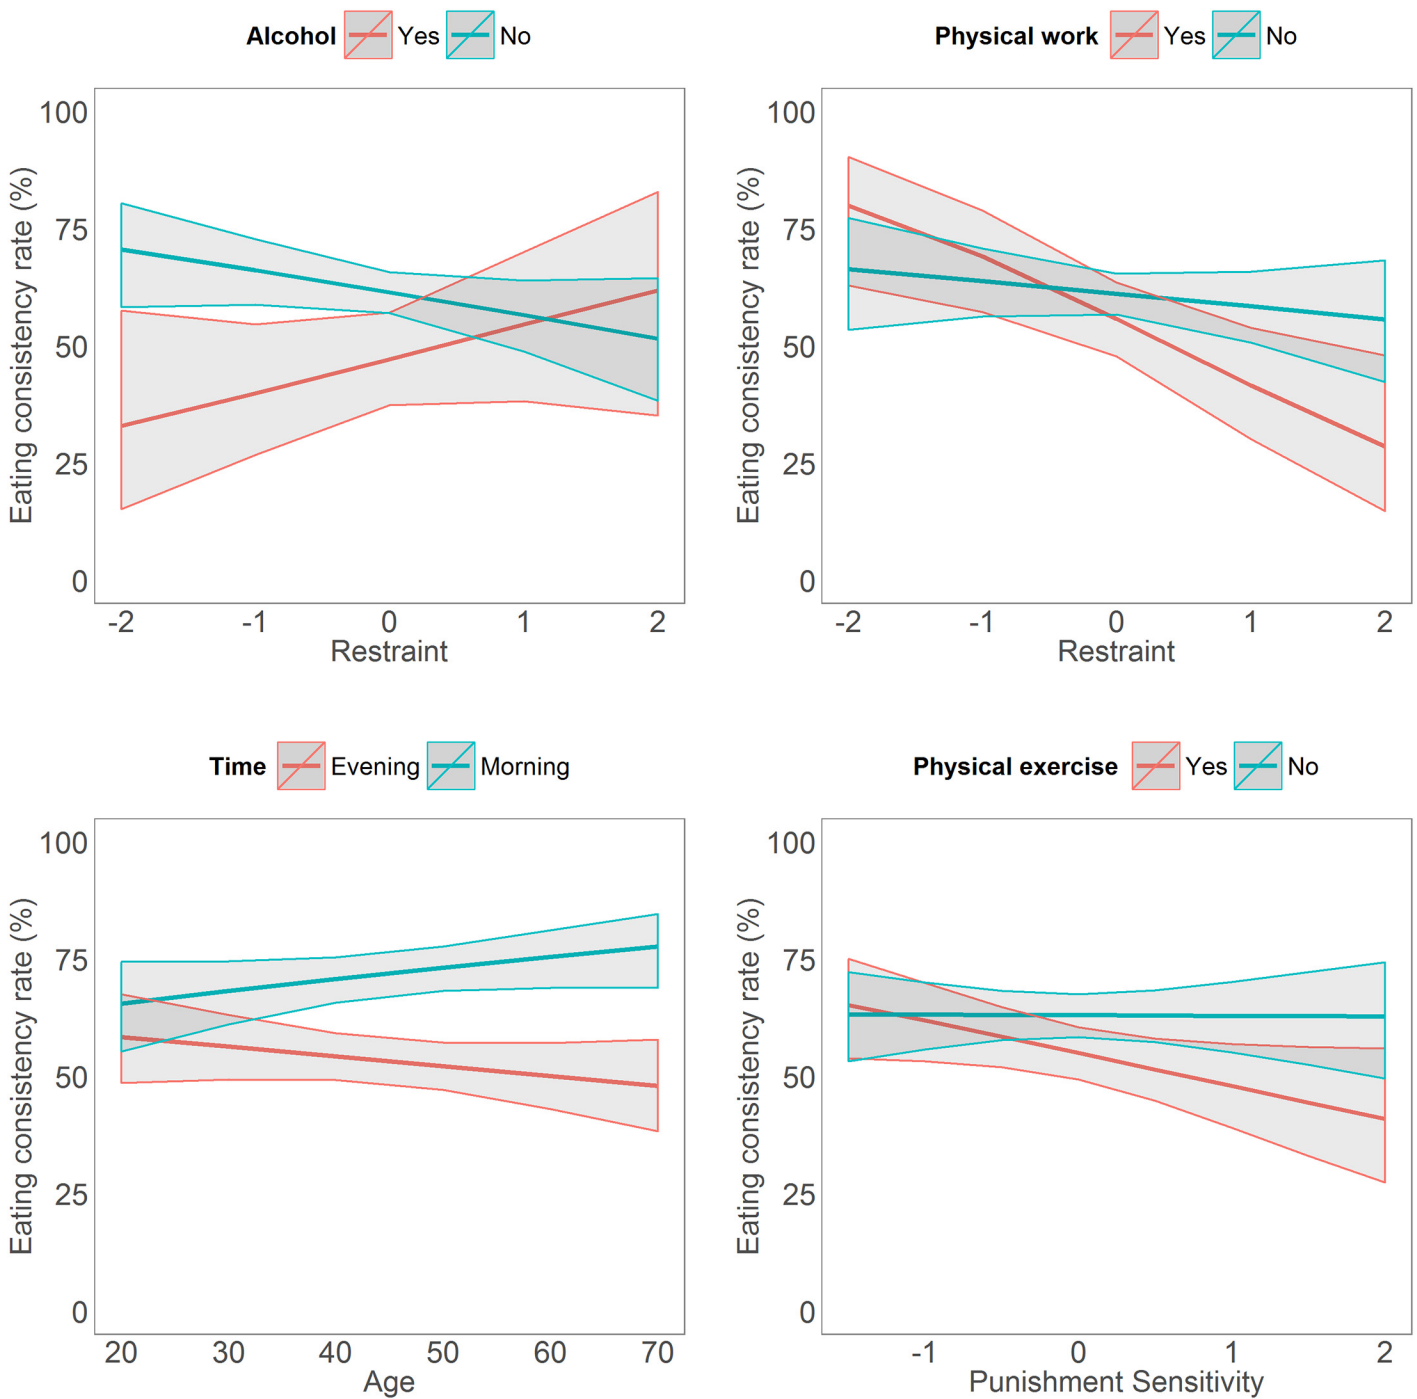 Alcohol Yes No
100
75
50
25
0
Eating consistency rate (%)
-2 -1 0 1 2
Restraint
Physical work Yes No
100
75
50
25
0
Eating consistency rate (%)
-2 -1 0 1 2
Restraint
Time Evening Morning
100
75
50
25
0
Eating consistency rate (%)
20 30 40 50 60 70
Age
Physical exercise Yes No
100
75
50
25
0
Eating consistency rate (%)
-1 0 1 2
Punishment Sensitivity